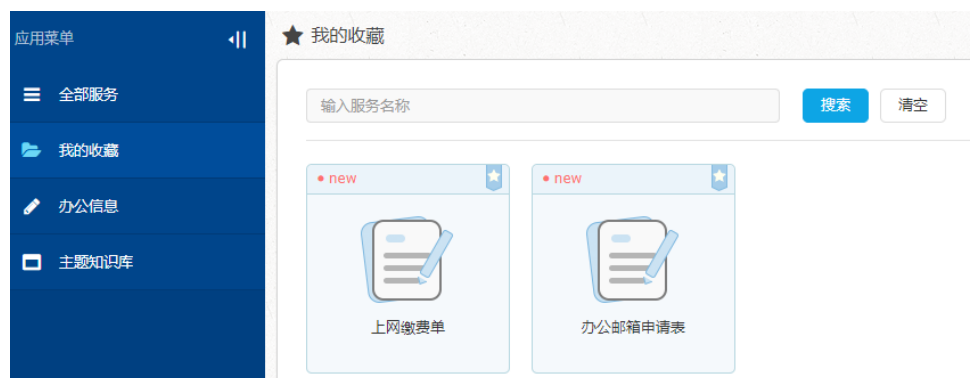 应用菜单
我的收藏
全部服务
输入服务名称
搜索
清空
我的收藏
办公信息
主题知识库
new
new
上网缴费单
办公邮箱申请表